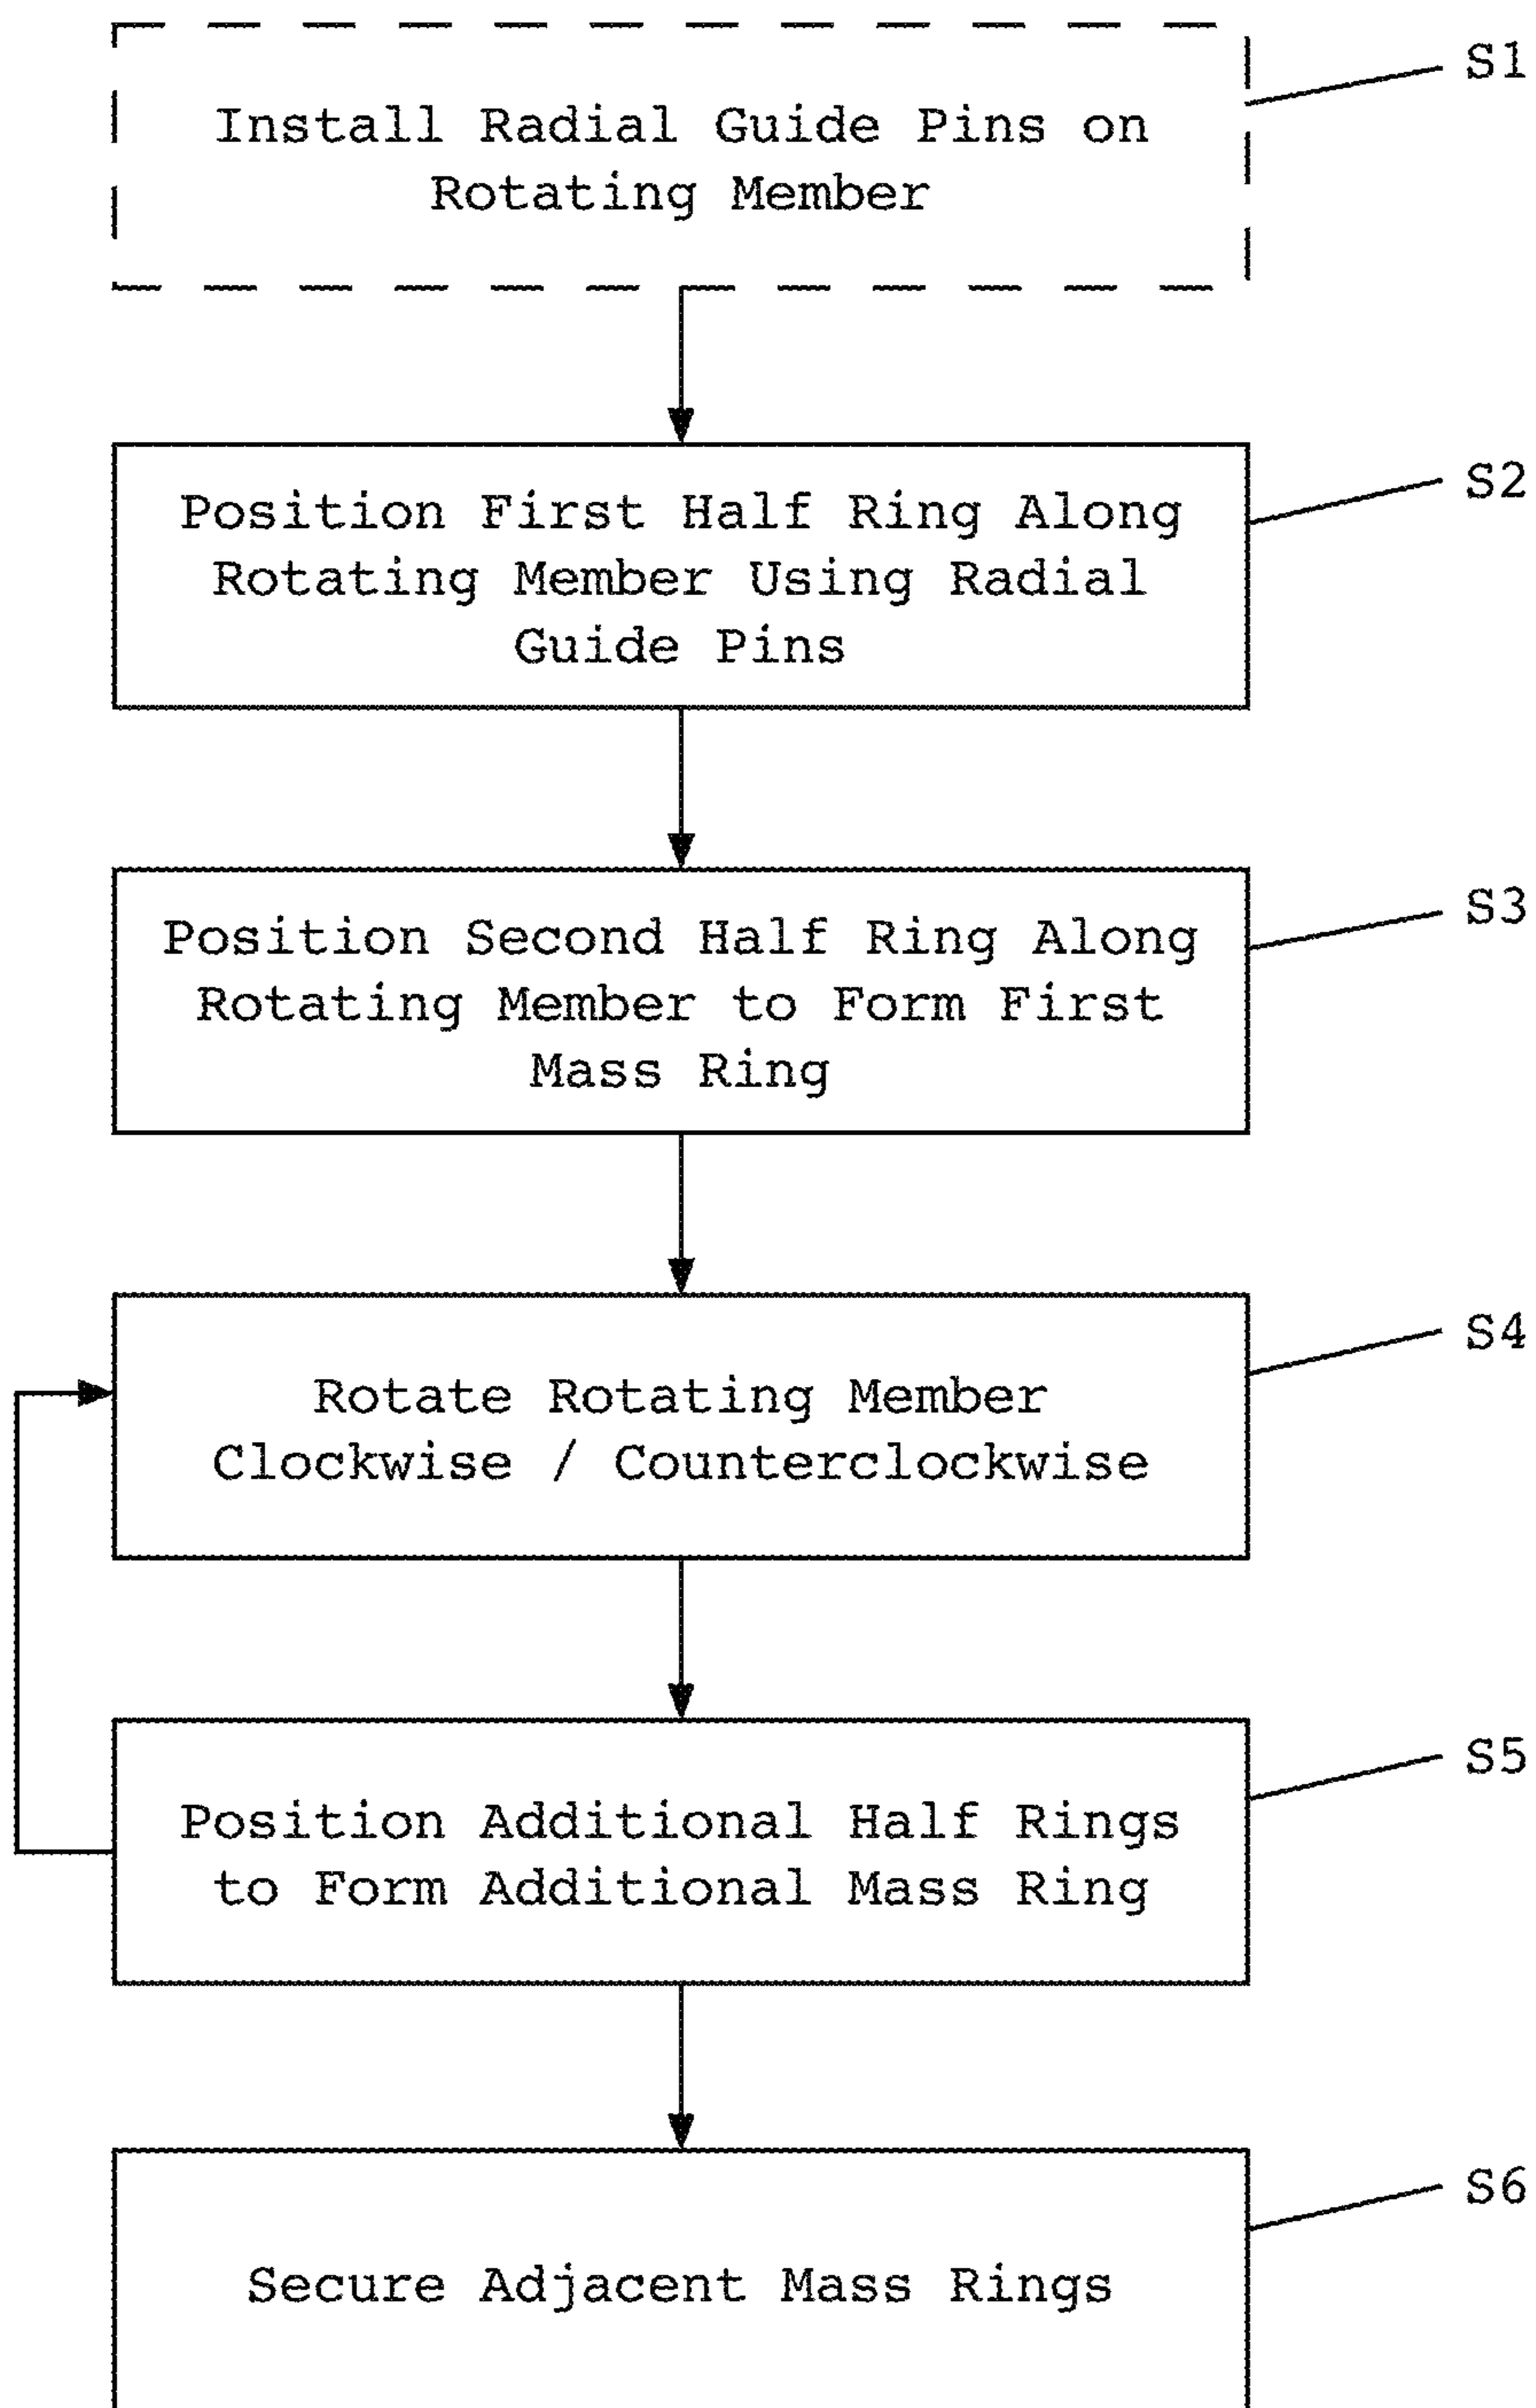 S1
Install Radial Guide Pins on
Rotating Member
S2
Position First Half Ring Along
Rotating Member Using Radial
Guide Pins
S3
Position Second Half Ring Along
Rotating Member to Form First
Mass Ring
S4
Rotate Rotating Member
Clockwise / Counterclockwise
S5
Position Additional Half Rings
to Form Additional Mass Ring
S6
Secure Adjacent Mass Rings